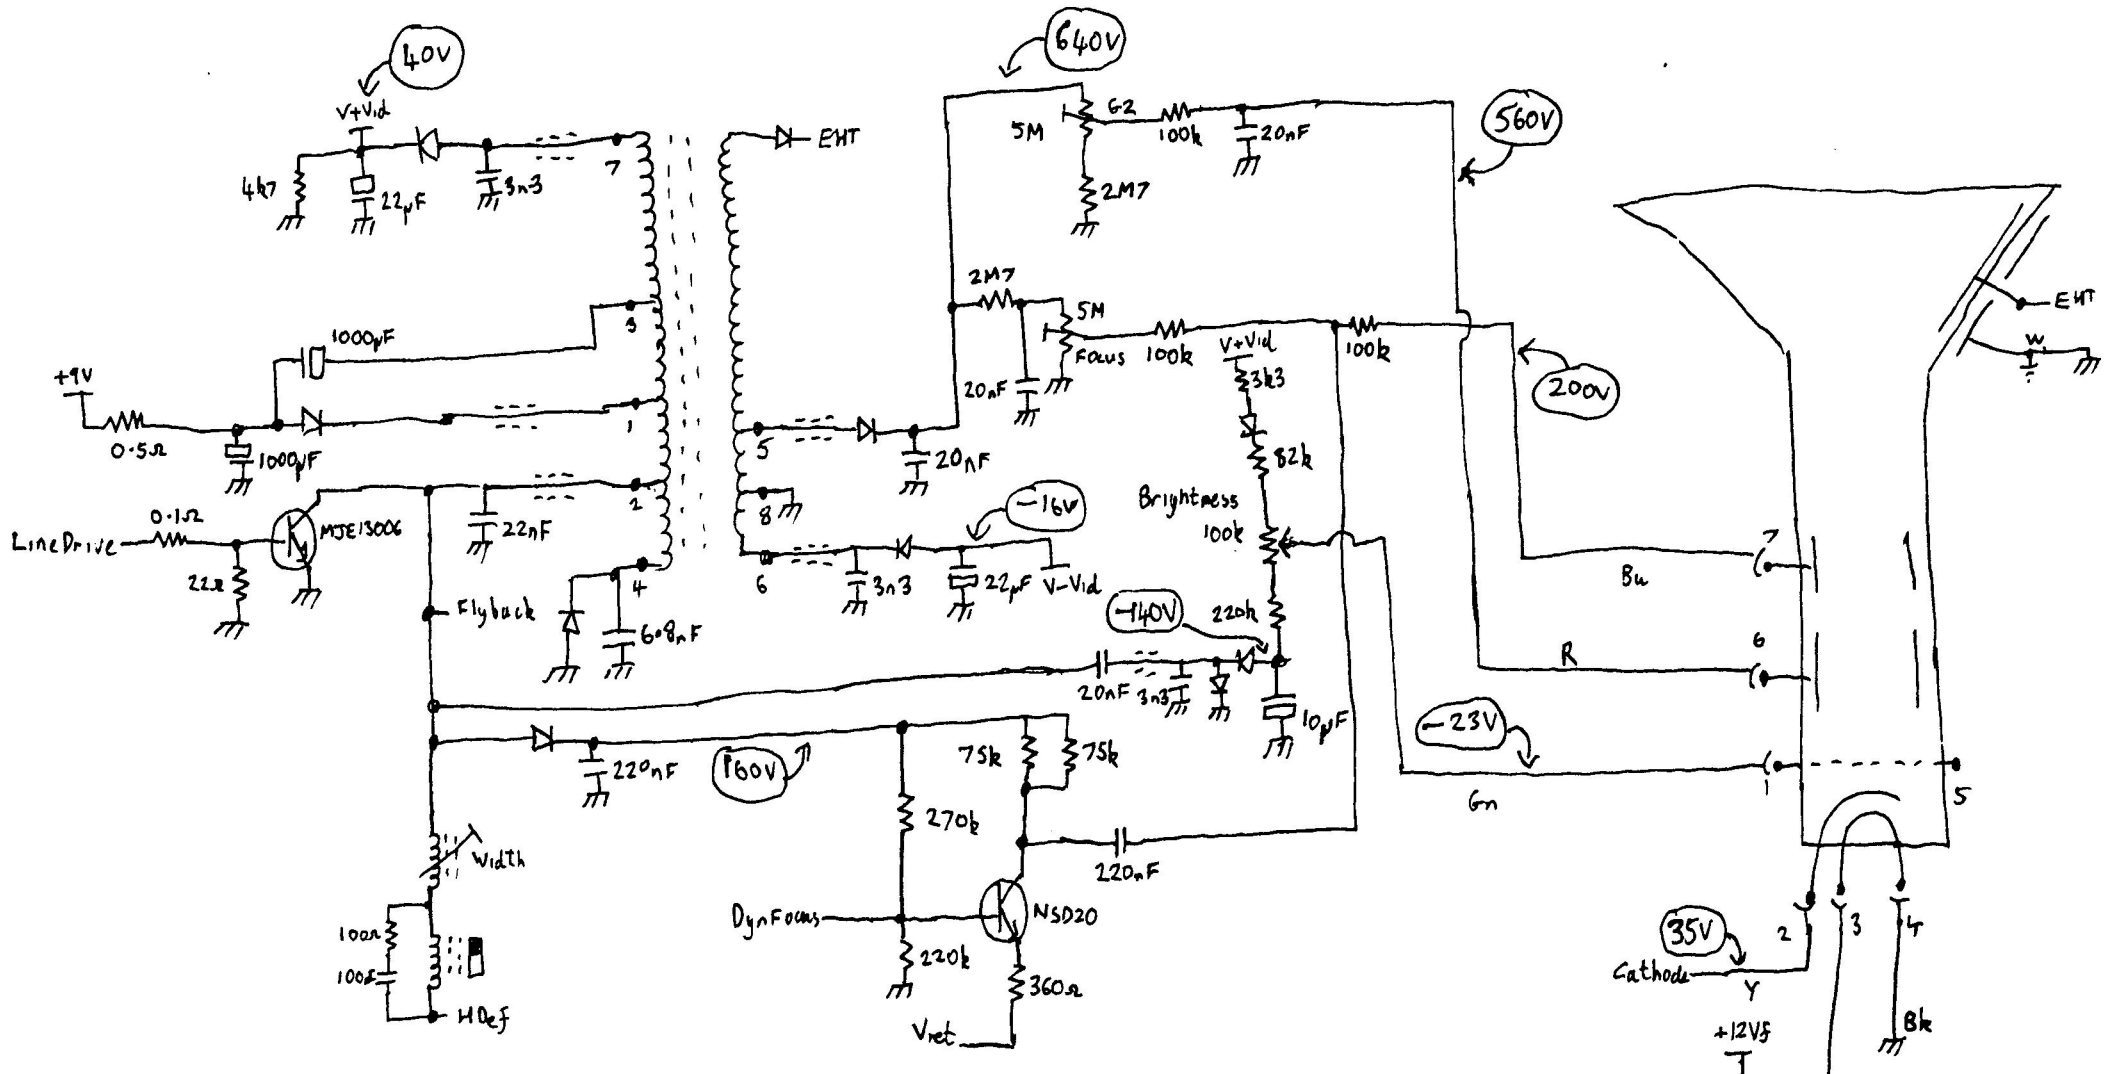 40V
V+Vid
4k7
22µF
3n3
7
EHT
640V
5M
G2
100k
20nF
2M7
560V
1000µF
3
+9V
0.5Ω
1000µF
1
2M7
5M
Focus
20nF
100k
100k
V+Vid
3k3
200V
EHT
W
5
20nF
82k
Brightness
100k
LineDrive
0.1Ω
MJE13006
22Ω
22nF
2
8
-16V
4
6
3n3
22µF
V-Vid
Flyback
6.8nF
-140V
220k
7
Bu
6
R
20nF
3n3
10µF
-23V
Gn
1
5
220nF
160V
75k
75k
270k
220nF
Width
DynFocus
NSD20
220k
360Ω
Vret
100Ω
HDef
35V
2
3
4
Cathode
Y
+12Vf
Bk